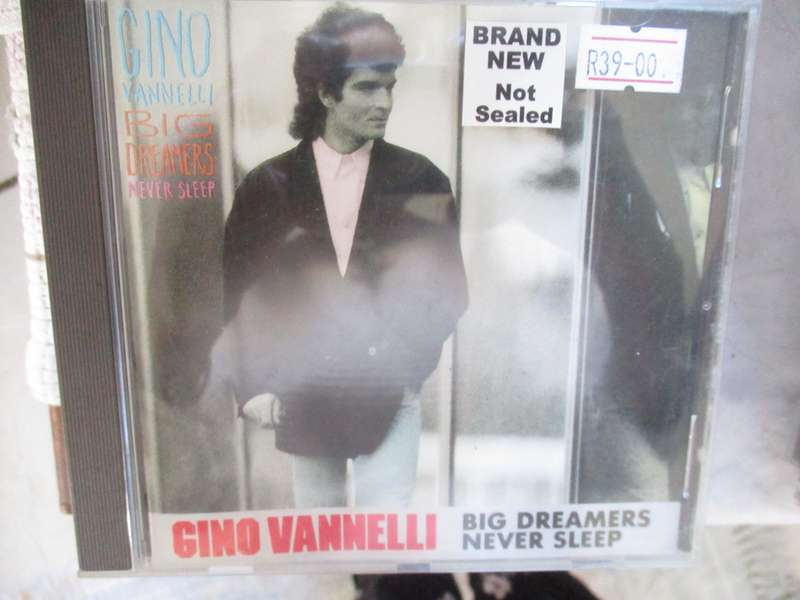 GINO
VANNELLI
BIG
DREAMERS
NEVER SLEEP
BRAND
NEW
Not
Sealed
R39-00
GINO VANNELLI
BIG DREAMERS
NEVER SLEEP